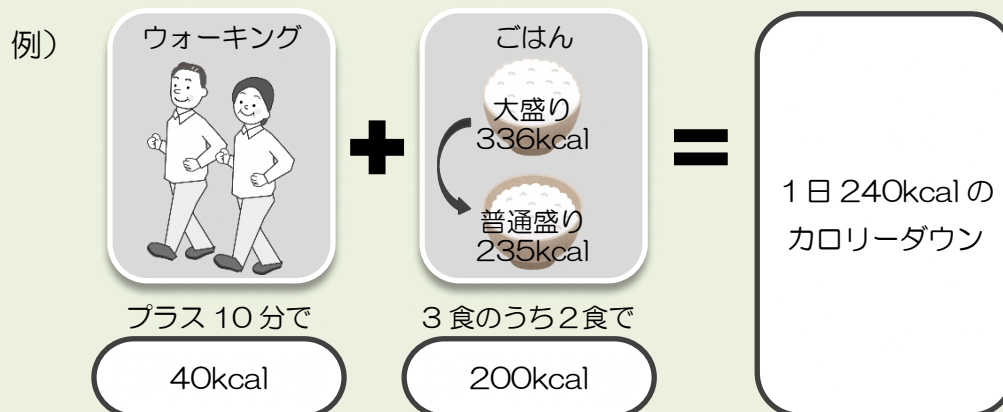 例）
ウォーキング
プラス10分で
40kcal
ごはん
大盛り
336kcal
普通盛り
235kcal
3食のうち2食で
200kcal
1日240kcalの
カロリーダウン